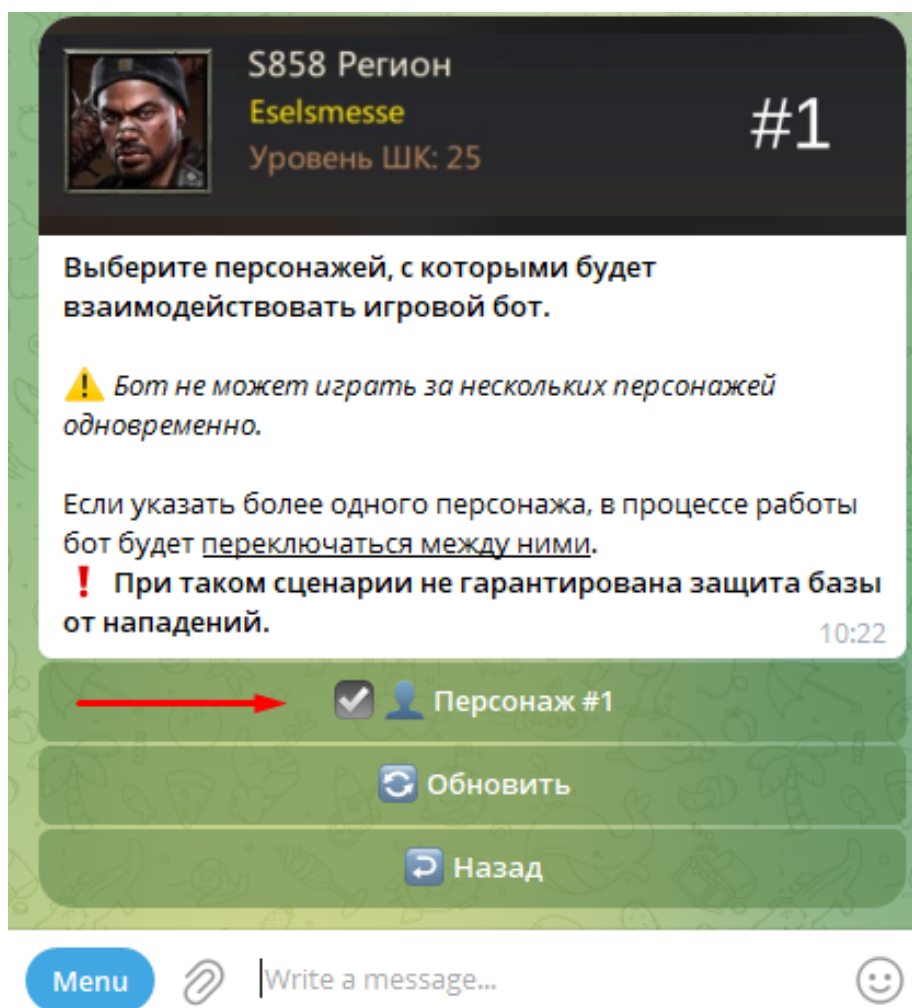 S858 Регион
Eselsmesse
Уровень ШК: 25
#1
Выберите персонажей, с которыми будет
взаимодействовать игровой бот.
⚠️ Бот не может играть за нескольких персонажей
одновременно.
Если указать более одного персонажа, в процессе работы
бот будет переключаться между ними.
❗ При таком сценарии не гарантирована защита базы
от нападений.
10:22
☑️ 👤 Персонаж #1
🔄 Обновить
↩️ Назад
Menu
Write a message...